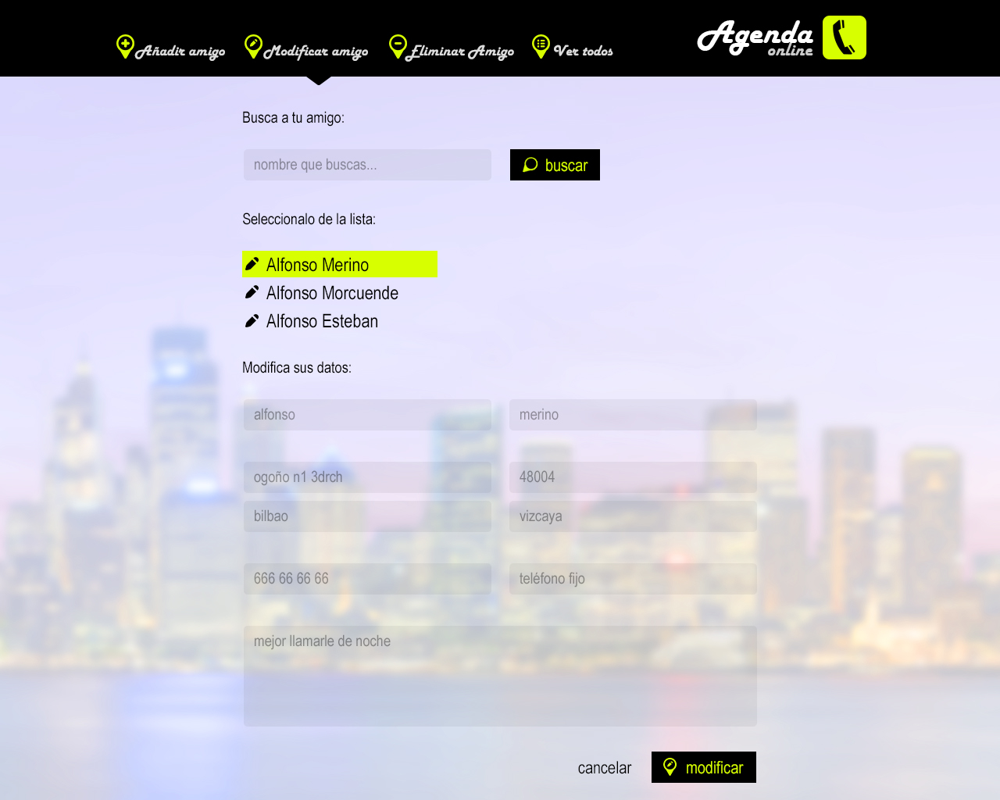 Añadir amigo Modificar amigo Eliminar Amigo Ver todos
Agenda
online
Busca a tu amigo:
nombre que buscas...
buscar
Seleccionalo de la lista:
Alfonso Merino
Alfonso Morcuende
Alfonso Esteban
Modifica sus datos:
alfonso merino
ogoño n1 3drch 48004
bilbao vizcaya
666 66 66 66 teléfono fijo
mejor llamarle de noche
cancelar modificar